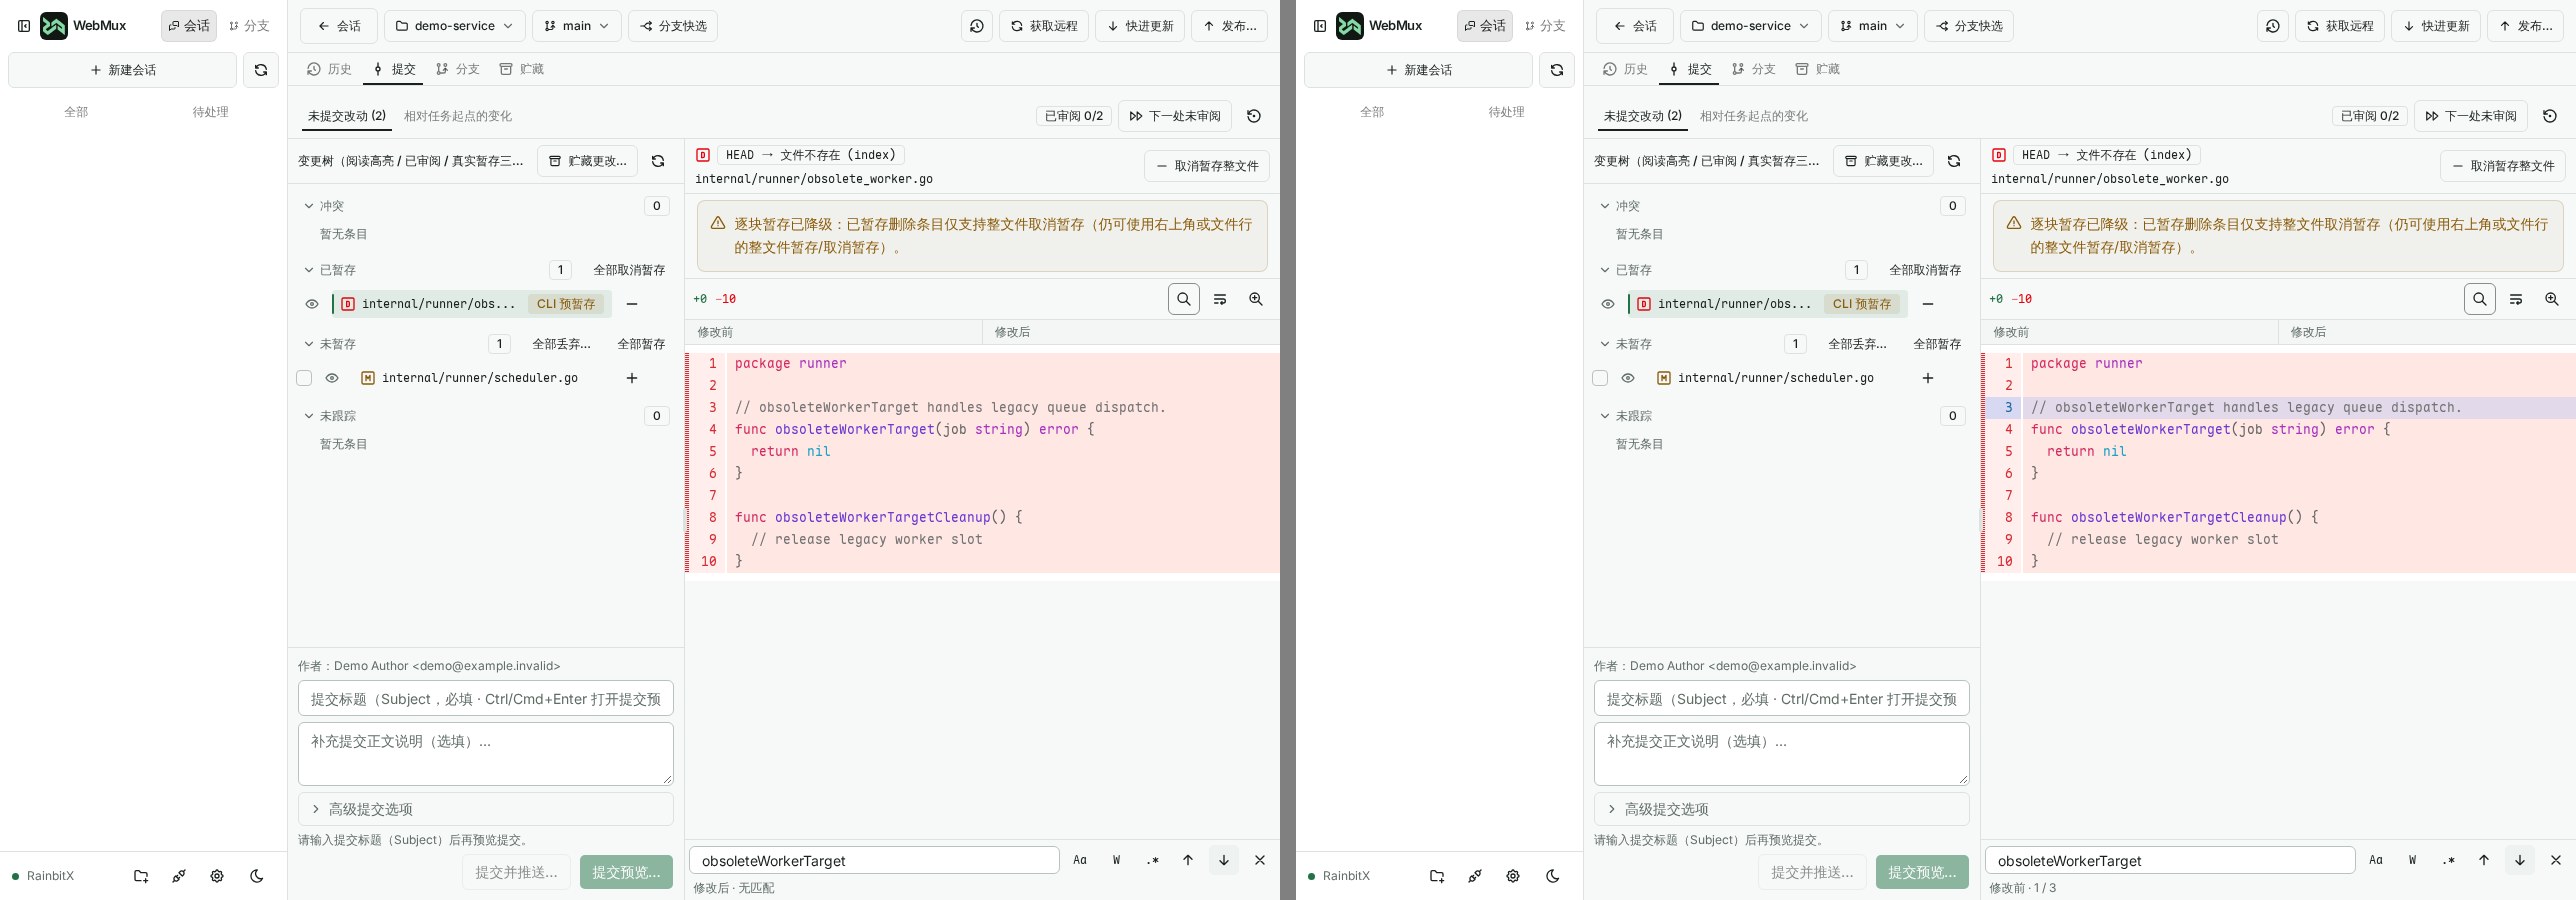 WebMux
会话
分支
新建会话
全部
待处理
RainbitX
会话
demo-service
main
分支快选
获取远程
快进更新
发布...
历史
提交
分支
贮藏
未提交改动 (2)
相对任务起点的变化
已审阅 0/2
下一处未审阅
变更树（阅读高亮 / 已审阅 / 真实暂存三...
贮藏更改...
冲突
0
暂无条目
已暂存
1
全部取消暂存
D internal/runner/obs...
CLI 预暂存
未暂存
1
全部丢弃...
全部暂存
M internal/runner/scheduler.go
未跟踪
0
暂无条目
作者：Demo Author <demo@example.invalid>
提交标题（Subject，必填 · Ctrl/Cmd+Enter 打开提交预
补充提交正文说明（选填）...
高级提交选项
请输入提交标题（Subject）后再预览提交。
提交并推送...
提交预览...
D HEAD → 文件不存在 (index)
internal/runner/obsolete_worker.go
取消暂存整文件
逐块暂存已降级：已暂存删除条目仅支持整文件取消暂存（仍可使用右上角或文件行
的整文件暂存/取消暂存）。
+0 −10
修改前
修改后
1 package runner
2
3 // obsoleteWorkerTarget handles legacy queue dispatch.
4 func obsoleteWorkerTarget(job string) error {
5 return nil
6 }
7
8 func obsoleteWorkerTargetCleanup() {
9 // release legacy worker slot
10 }
obsoleteWorkerTarget
Aa
W
.*
修改后 · 无匹配
WebMux
会话
分支
新建会话
全部
待处理
RainbitX
会话
demo-service
main
分支快选
获取远程
快进更新
发布...
历史
提交
分支
贮藏
未提交改动 (2)
相对任务起点的变化
已审阅 0/2
下一处未审阅
变更树（阅读高亮 / 已审阅 / 真实暂存三...
贮藏更改...
冲突
0
暂无条目
已暂存
1
全部取消暂存
D internal/runner/obs...
CLI 预暂存
未暂存
1
全部丢弃...
全部暂存
M internal/runner/scheduler.go
未跟踪
0
暂无条目
作者：Demo Author <demo@example.invalid>
提交标题（Subject，必填 · Ctrl/Cmd+Enter 打开提交预
补充提交正文说明（选填）...
高级提交选项
请输入提交标题（Subject）后再预览提交。
提交并推送...
提交预览...
D HEAD → 文件不存在 (index)
internal/runner/obsolete_worker.go
取消暂存整文件
逐块暂存已降级：已暂存删除条目仅支持整文件取消暂存（仍可使用右上角或文件行
的整文件暂存/取消暂存）。
+0 −10
修改前
修改后
1 package runner
2
3 // obsoleteWorkerTarget handles legacy queue dispatch.
4 func obsoleteWorkerTarget(job string) error {
5 return nil
6 }
7
8 func obsoleteWorkerTargetCleanup() {
9 // release legacy worker slot
10 }
obsoleteWorkerTarget
Aa
W
.*
修改前 · 1 / 3